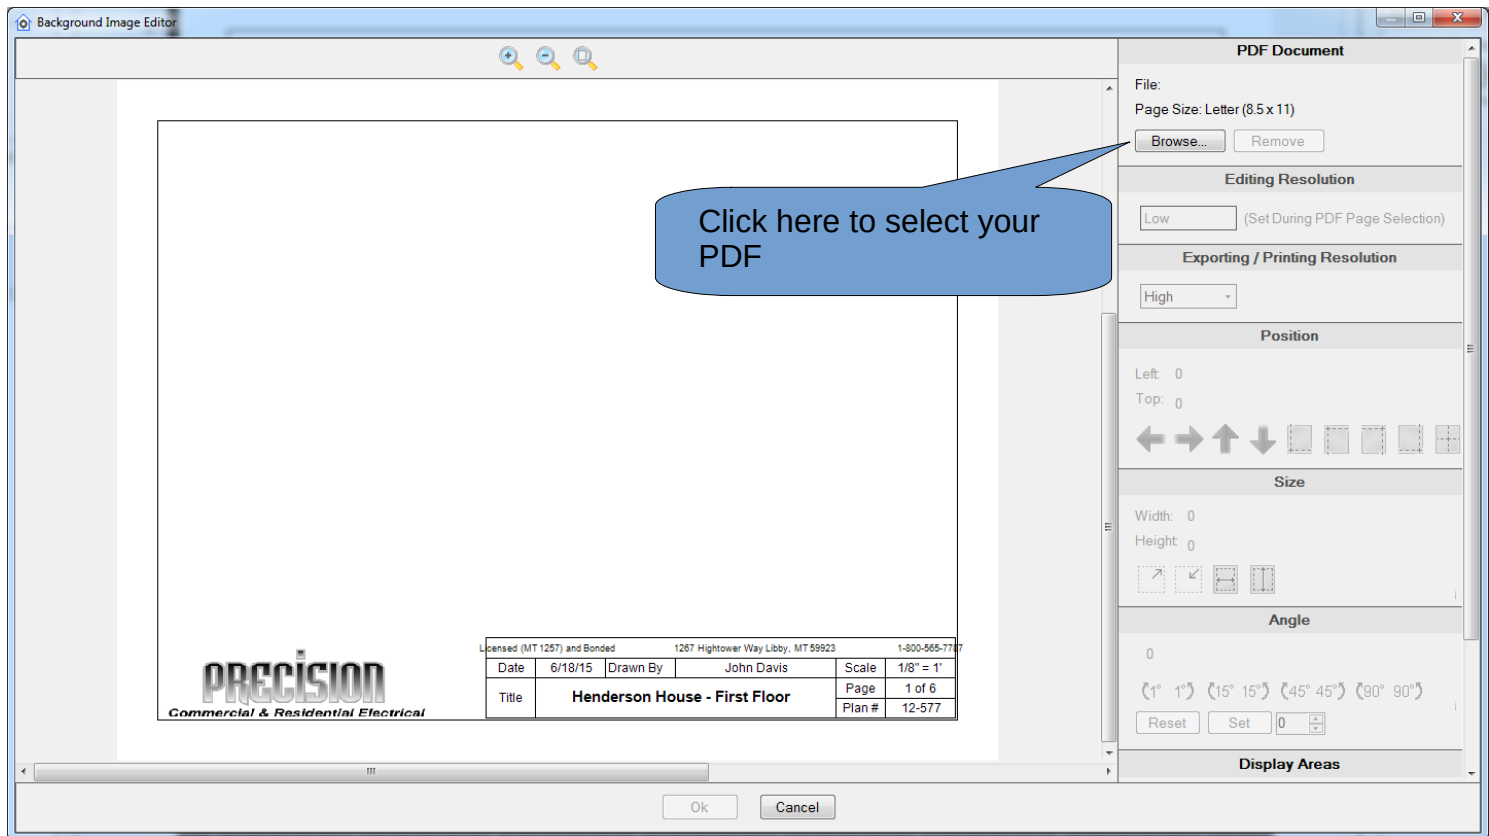 Background Image Editor
PDF Document
File:
Page Size: Letter (8.5 x 11)
Browse... Remove
Editing Resolution
Low (Set During PDF Page Selection)
Exporting / Printing Resolution
High
Position
Left: 0
Top: 0
Size
Width: 0
Height: 0
Angle
0
1° 1° 15° 15° 45° 45° 90° 90°
Reset Set 0
Display Areas
Click here to select your
PDF
PRECISION
Commercial & Residential Electrical
Licensed (MT 1257) and Bonded 1267 Hightower Way Libby, MT 59923 1-800-565-7787
Date 6/18/15 Drawn By John Davis Scale 1/8" = 1'
Title Henderson House - First Floor Page 1 of 6
Plan # 12-577
Ok Cancel